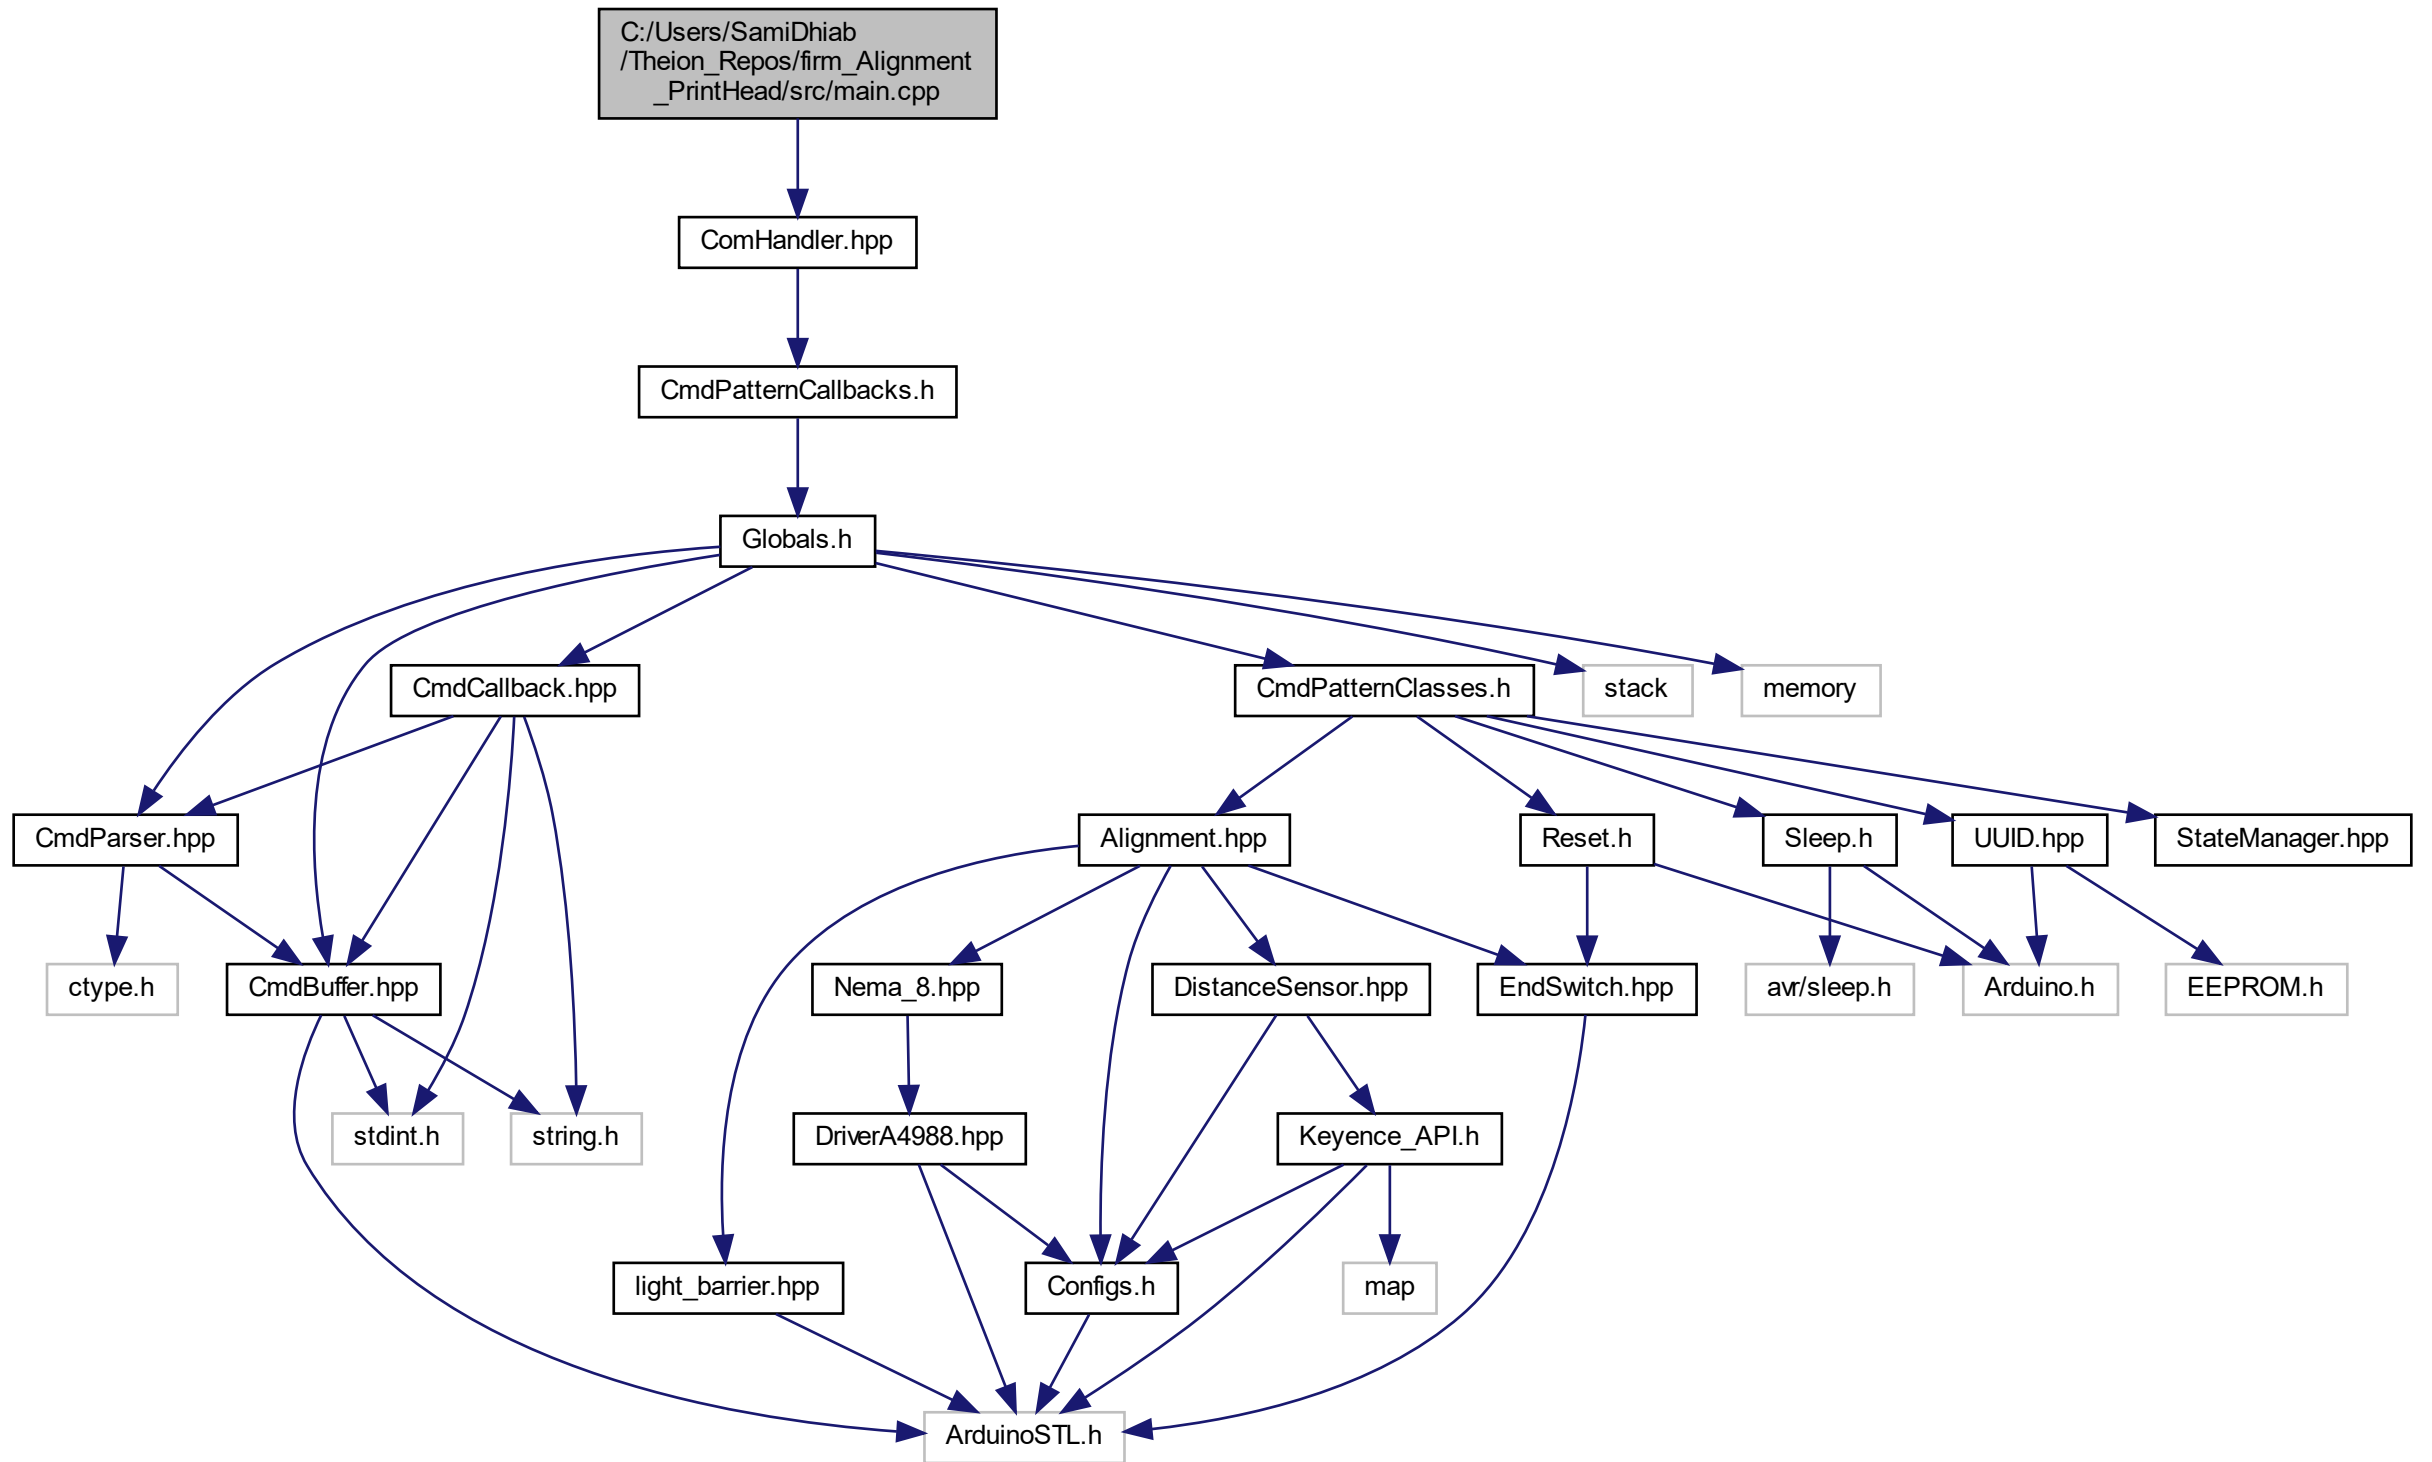 C:/Users/SamiDhiab
/Theion_Repos/firm_Alignment
_PrintHead/src/main.cpp
ComHandler.hpp
CmdPatternCallbacks.h
Globals.h
CmdCallback.hpp
CmdPatternClasses.h
stack
memory
CmdParser.hpp
Alignment.hpp
Reset.h
Sleep.h
UUID.hpp
StateManager.hpp
ctype.h
CmdBuffer.hpp
Nema_8.hpp
DistanceSensor.hpp
EndSwitch.hpp
avr/sleep.h
Arduino.h
EEPROM.h
stdint.h
string.h
DriverA4988.hpp
Keyence_API.h
light_barrier.hpp
Configs.h
map
ArduinoSTL.h